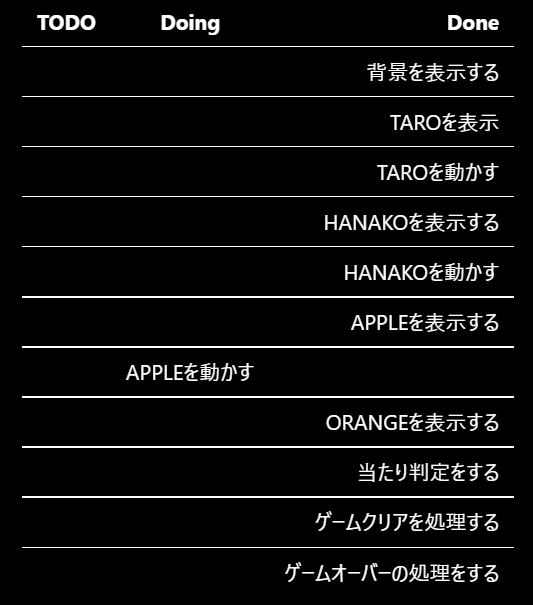 TODO Doing Done
背景を表示する
TAROを表示
TAROを動かす
HANAKOを表示する
HANAKOを動かす
APPLEを表示する
APPLEを動かす
ORANGEを表示する
当たり判定をする
ゲームクリアを処理する
ゲームオーバーの処理をする